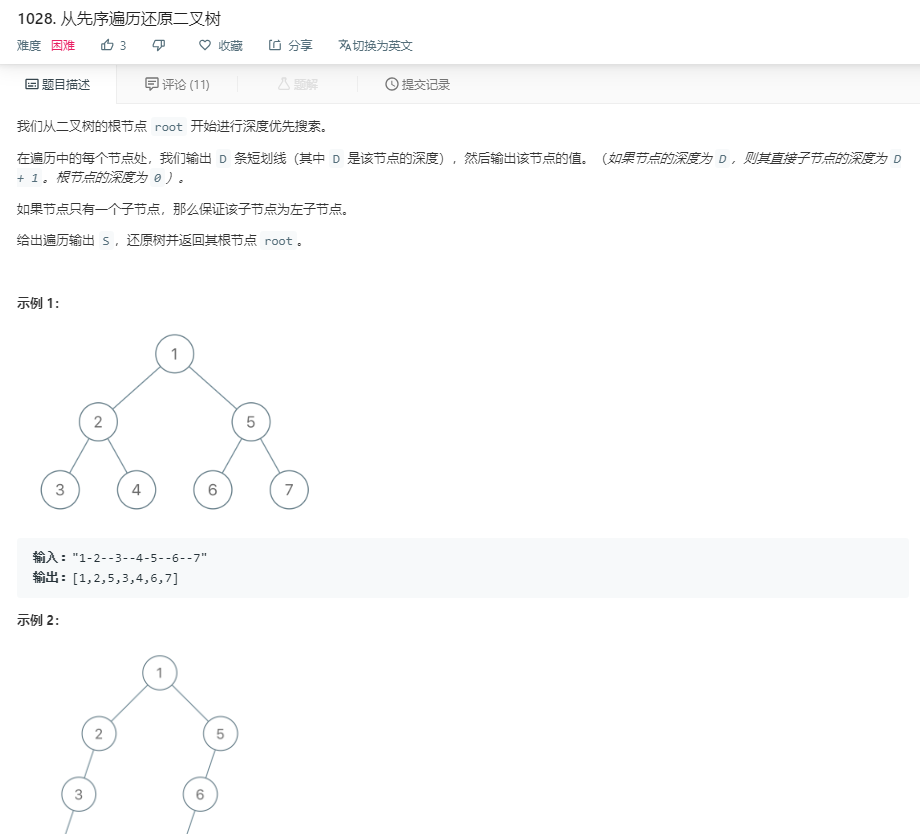 1028. 从先序遍历还原二叉树
难度 困难 3 收藏 分享 切换为英文
题目描述 评论 (11) 题解 提交记录
我们从二叉树的根节点 root 开始进行深度优先搜索。
在遍历中的每个节点处，我们输出 D 条短划线（其中 D 是该节点的深度），然后输出该节点的值。（如果节点的深度为 D，则其直接子节点的深度为 D
+ 1。根节点的深度为 0）。
如果节点只有一个子节点，那么保证该子节点为左子节点。
给出遍历输出 S，还原树并返回其根节点 root。
示例 1：
1
2 5
3 4 6 7
输入："1-2--3--4-5--6--7"
输出：[1,2,5,3,4,6,7]
示例 2：
1
2 5
3 6